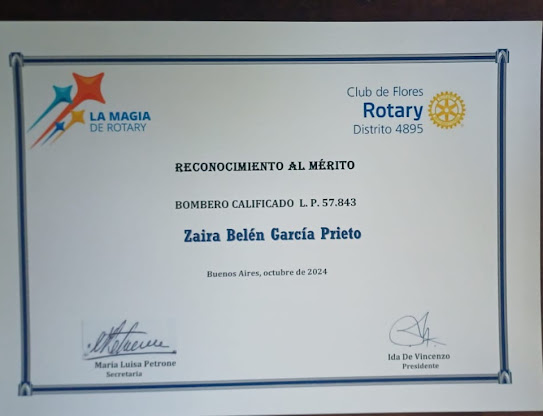 LA MAGIA
DE ROTARY
Club de Flores
Rotary
Distrito 4895
RECONOCIMIENTO AL MÉRITO
BOMBERO CALIFICADO L. P. 57.843
Zaira Belén García Prieto
Buenos Aires, octubre de 2024
María Luisa Petrone
Secretaria
Ida De Vincenzo
Presidente